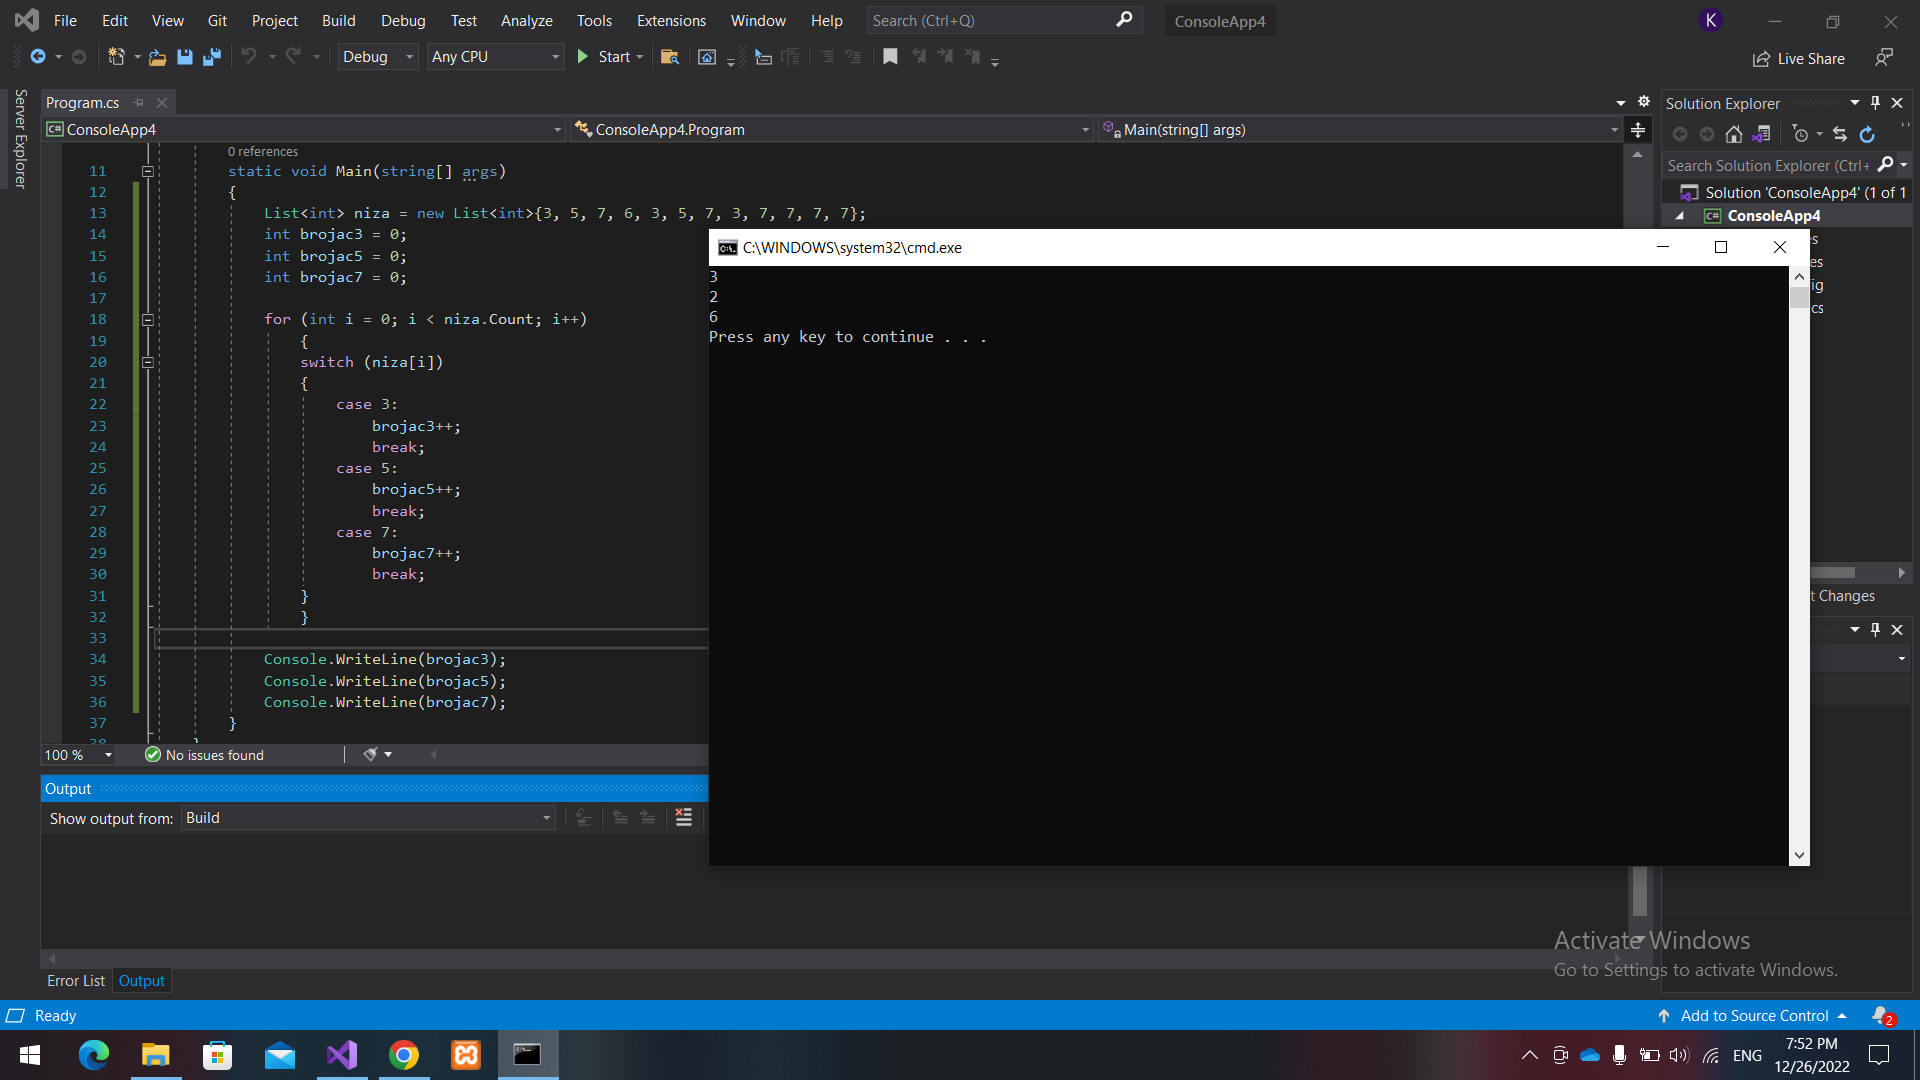 File Edit View Git Project Build Debug Test Analyze Tools Extensions Window Help Search (Ctrl+Q) ConsoleApp4 K
Debug Any CPU Start Live Share
Server Explorer
Program.cs
ConsoleApp4 ConsoleApp4.Program Main(string[] args)
0 references
11 static void Main(string[] args)
12 {
13 List<int> niza = new List<int>{3, 5, 7, 6, 3, 5, 7, 3, 7, 7, 7, 7};
14 int brojac3 = 0;
15 int brojac5 = 0;
16 int brojac7 = 0;
17
18 for (int i = 0; i < niza.Count; i++)
19 {
20 switch (niza[i])
21 {
22 case 3:
23 brojac3++;
24 break;
25 case 5:
26 brojac5++;
27 break;
28 case 7:
29 brojac7++;
30 break;
31 }
32 }
33
34 Console.WriteLine(brojac3);
35 Console.WriteLine(brojac5);
36 Console.WriteLine(brojac7);
37 }
38 }
100 % No issues found
C:\WINDOWS\system32\cmd.exe
3
2
6
Press any key to continue . . .
Solution Explorer
Search Solution Explorer (Ctrl+
Solution 'ConsoleApp4' (1 of 1
C# ConsoleApp4
s
es
ig
cs
t Changes
Output
Show output from: Build
Error List Output
Activate Windows
Go to Settings to activate Windows.
Ready Add to Source Control 2
ENG 7:52 PM
12/26/2022